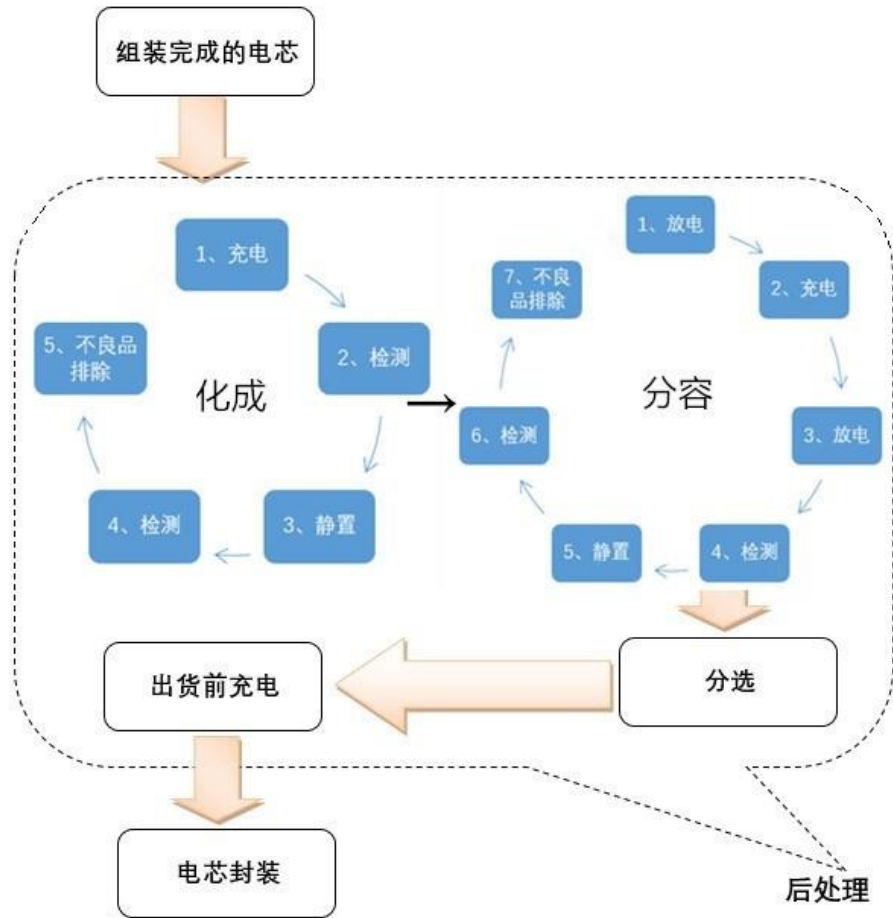 组装完成的电芯
1、充电
2、检测
3、静置
4、检测
5、不良品
排除
化成
1、放电
2、充电
3、放电
4、检测
5、静置
6、检测
7、不良
品排除
分容
分选
出货前充电
电芯封装
后处理